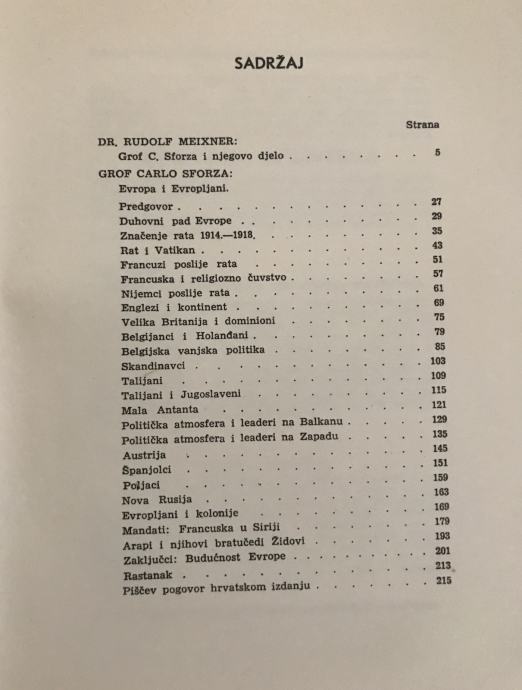 SADRŽAJ
Strana
DR. RUDOLF MEIXNER:
Grof C. Sforza i njegovo djelo . . . . . . . . 5
GROF CARLO SFORZA:
Evropa i Evropljani.
Predgovor . . . . . . . . . . . . . 27
Duhovni pad Evrope . . . . . . . . . . . 29
Značenje rata 1914.—1918. . . . . . . . . . 35
Rat i Vatikan . . . . . . . . . . . . 43
Francuzi poslije rata . . . . . . . . . . 51
Francuska i religiozno čuvstvo . . . . . . . . 57
Nijemci poslije rata . . . . . . . . . . . 61
Englezi i kontinent . . . . . . . . . . 69
Velika Britanija i dominioni . . . . . . . . 75
Belgijanci i Holanđani . . . . . . . . . 79
Belgijska vanjska politika . . . . . . . . . 85
Skandinavci . . . . . . . . . . . . 103
Talijani . . . . . . . . . . . . 109
Talijani i Jugoslaveni . . . . . . . . . . 115
Mala Antanta . . . . . . . . . . 121
Politička atmosfera i leaderi na Balkanu . . . . . 129
Politička atmosfera i leaderi na Zapadu . . . . . 135
Austrija . . . . . . . . . . . . 145
Španjolci . . . . . . . . . . . . 151
Poljaci . . . . . . . . . . . . 159
Nova Rusija . . . . . . . . . . . 163
Evropljani i kolonije . . . . . . . . . 169
Mandati: Francuska u Siriji . . . . . . . 179
Arapi i njihovi bratučedi Židovi . . . . . . 193
Zaključci: Budućnost Evrope . . . . . . . . 201
Rastanak . . . . . . . . . . . . 213
Piščev pogovor hrvatskom izdanju . . . . . . 215